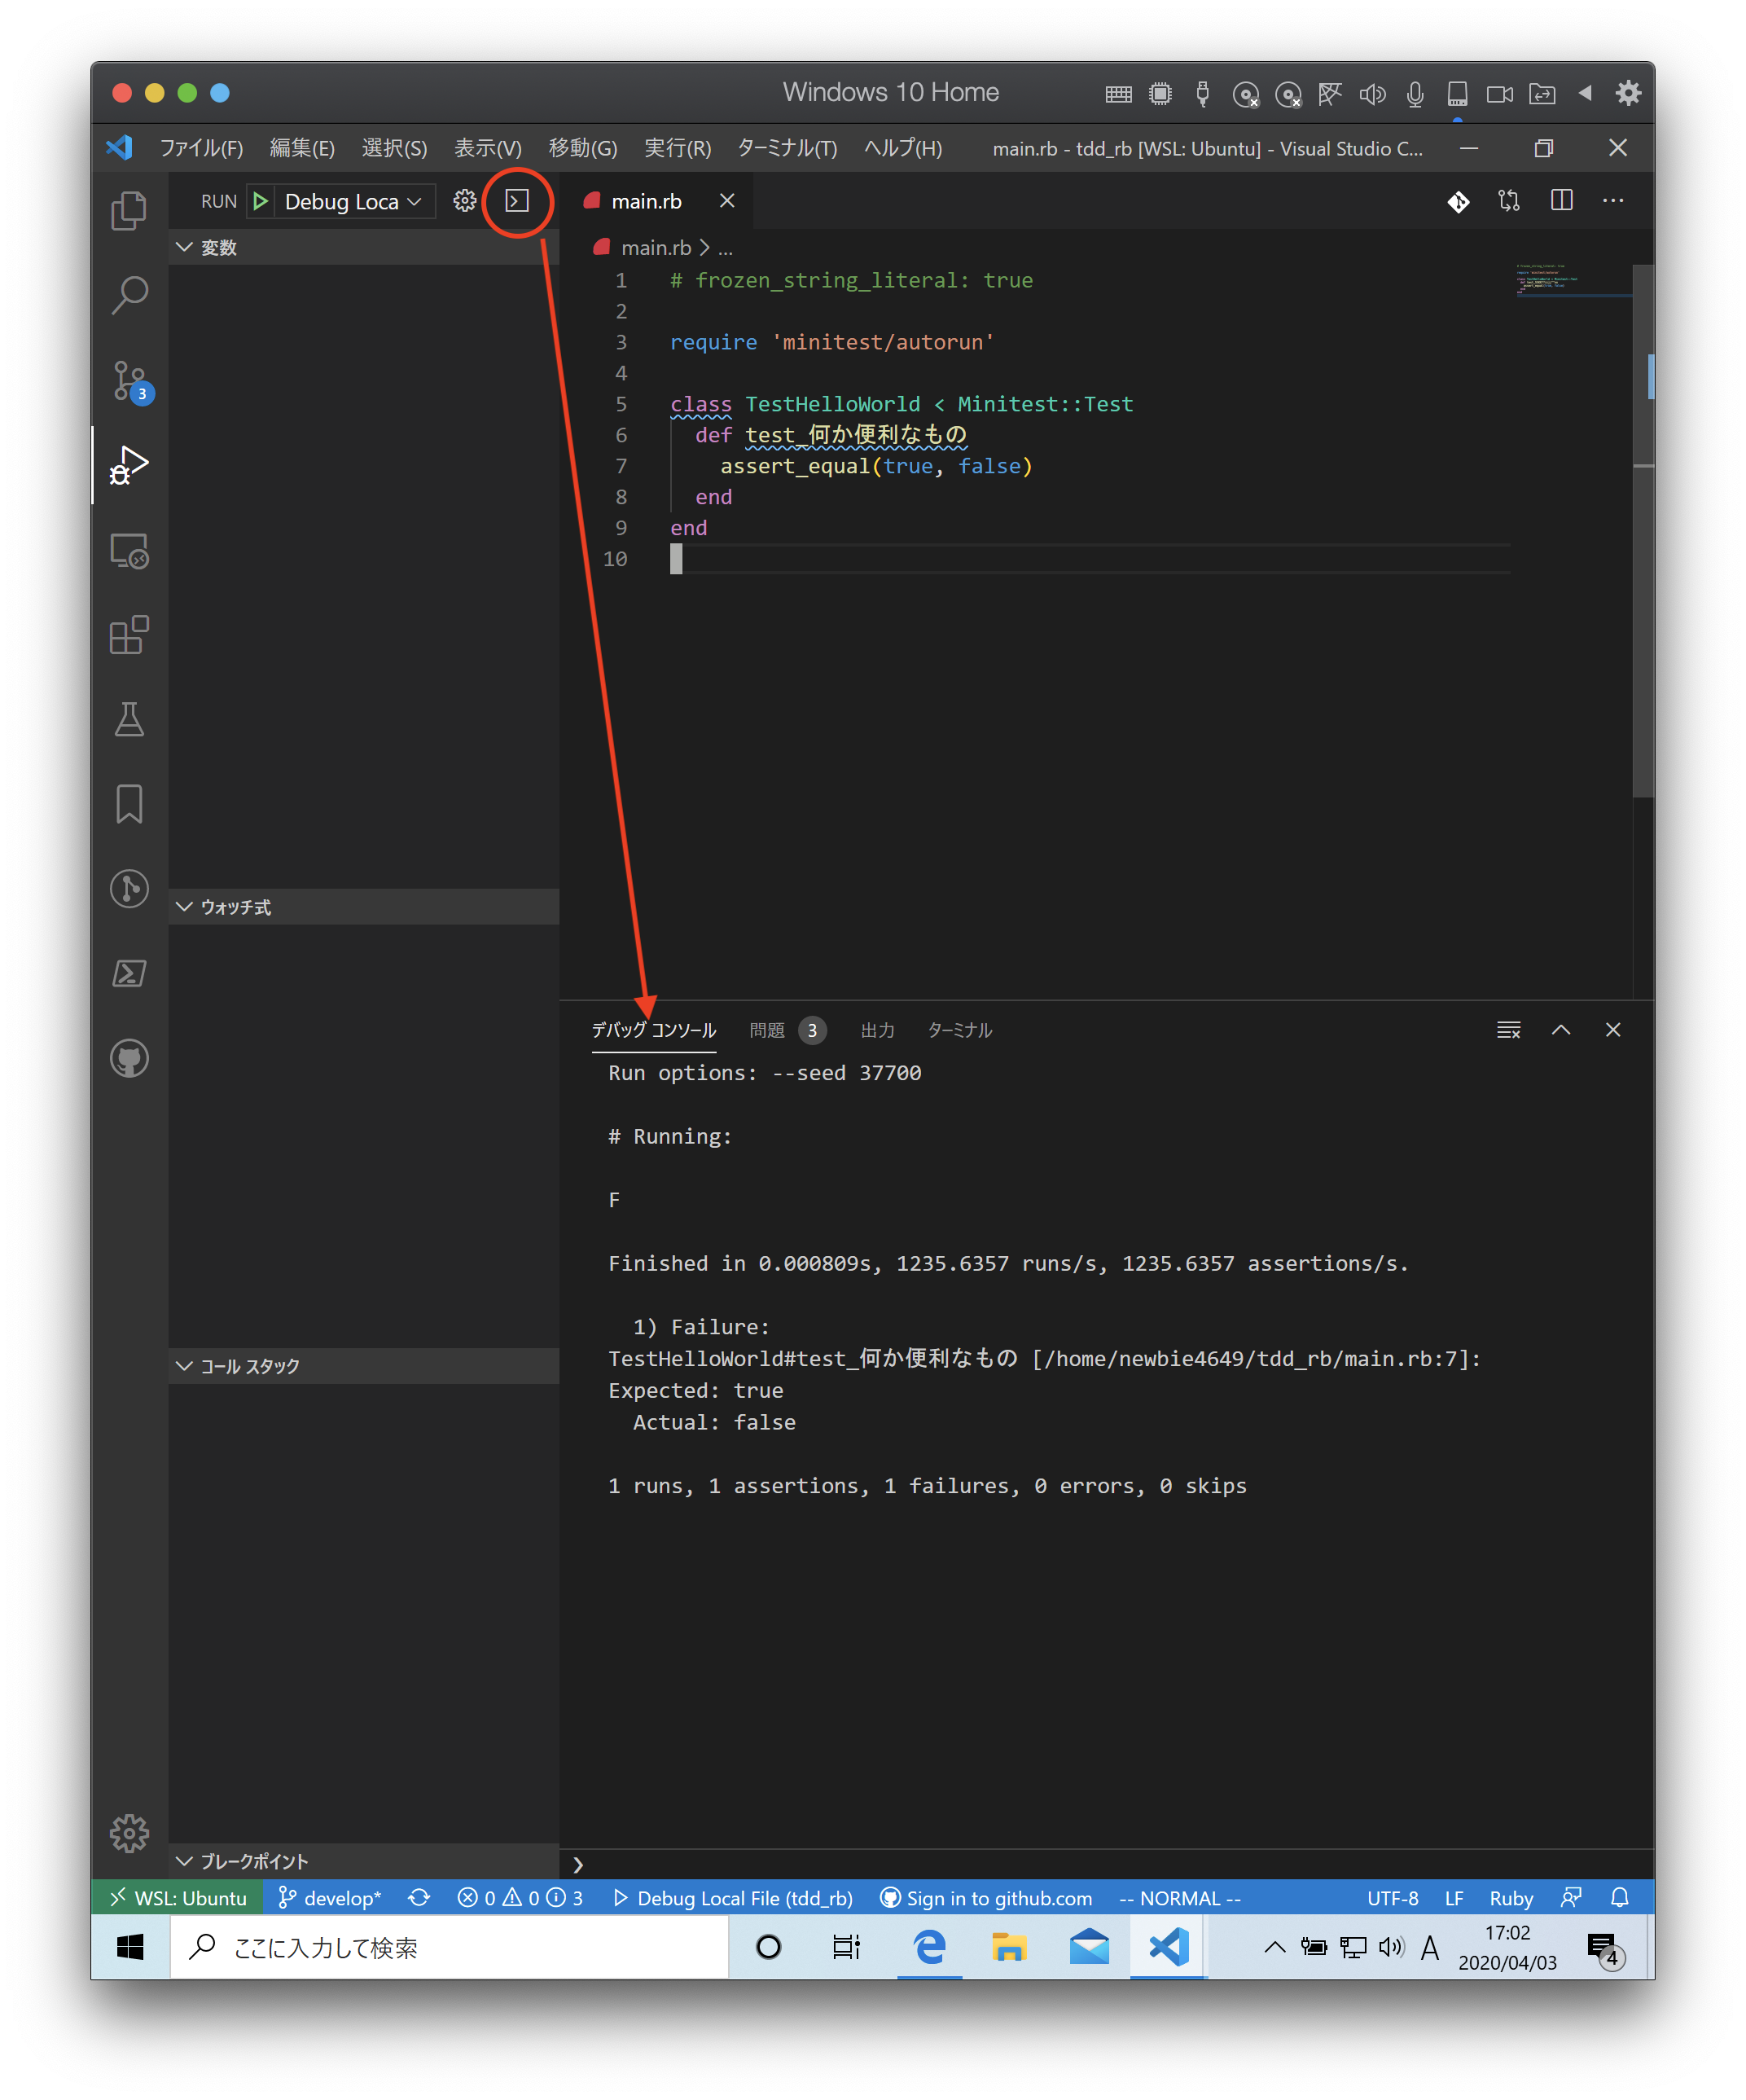 Windows 10 Home
ファイル(F) 編集(E) 選択(S) 表示(V) 移動(G) 実行(R) ターミナル(T) ヘルプ(H) main.rb - tdd_rb [WSL: Ubuntu] - Visual Studio C...
RUN Debug Loca
main.rb
変数
main.rb > ...
1 # frozen_string_literal: true
2
3 require 'minitest/autorun'
4
5 class TestHelloWorld < Minitest::Test
6 def test_何か便利なもの
7 assert_equal(true, false)
8 end
9 end
10
3
ウォッチ式
コール スタック
ブレークポイント
デバッグ コンソール 問題 3 出力 ターミナル
Run options: --seed 37700
# Running:
F
Finished in 0.000809s, 1235.6357 runs/s, 1235.6357 assertions/s.
1) Failure:
TestHelloWorld#test_何か便利なもの [/home/newbie4649/tdd_rb/main.rb:7]:
Expected: true
Actual: false
1 runs, 1 assertions, 1 failures, 0 errors, 0 skips
WSL: Ubuntu develop* 0 0 3 Debug Local File (tdd_rb) Sign in to github.com -- NORMAL -- UTF-8 LF Ruby
ここに入力して検索
A
17:02
2020/04/03
4